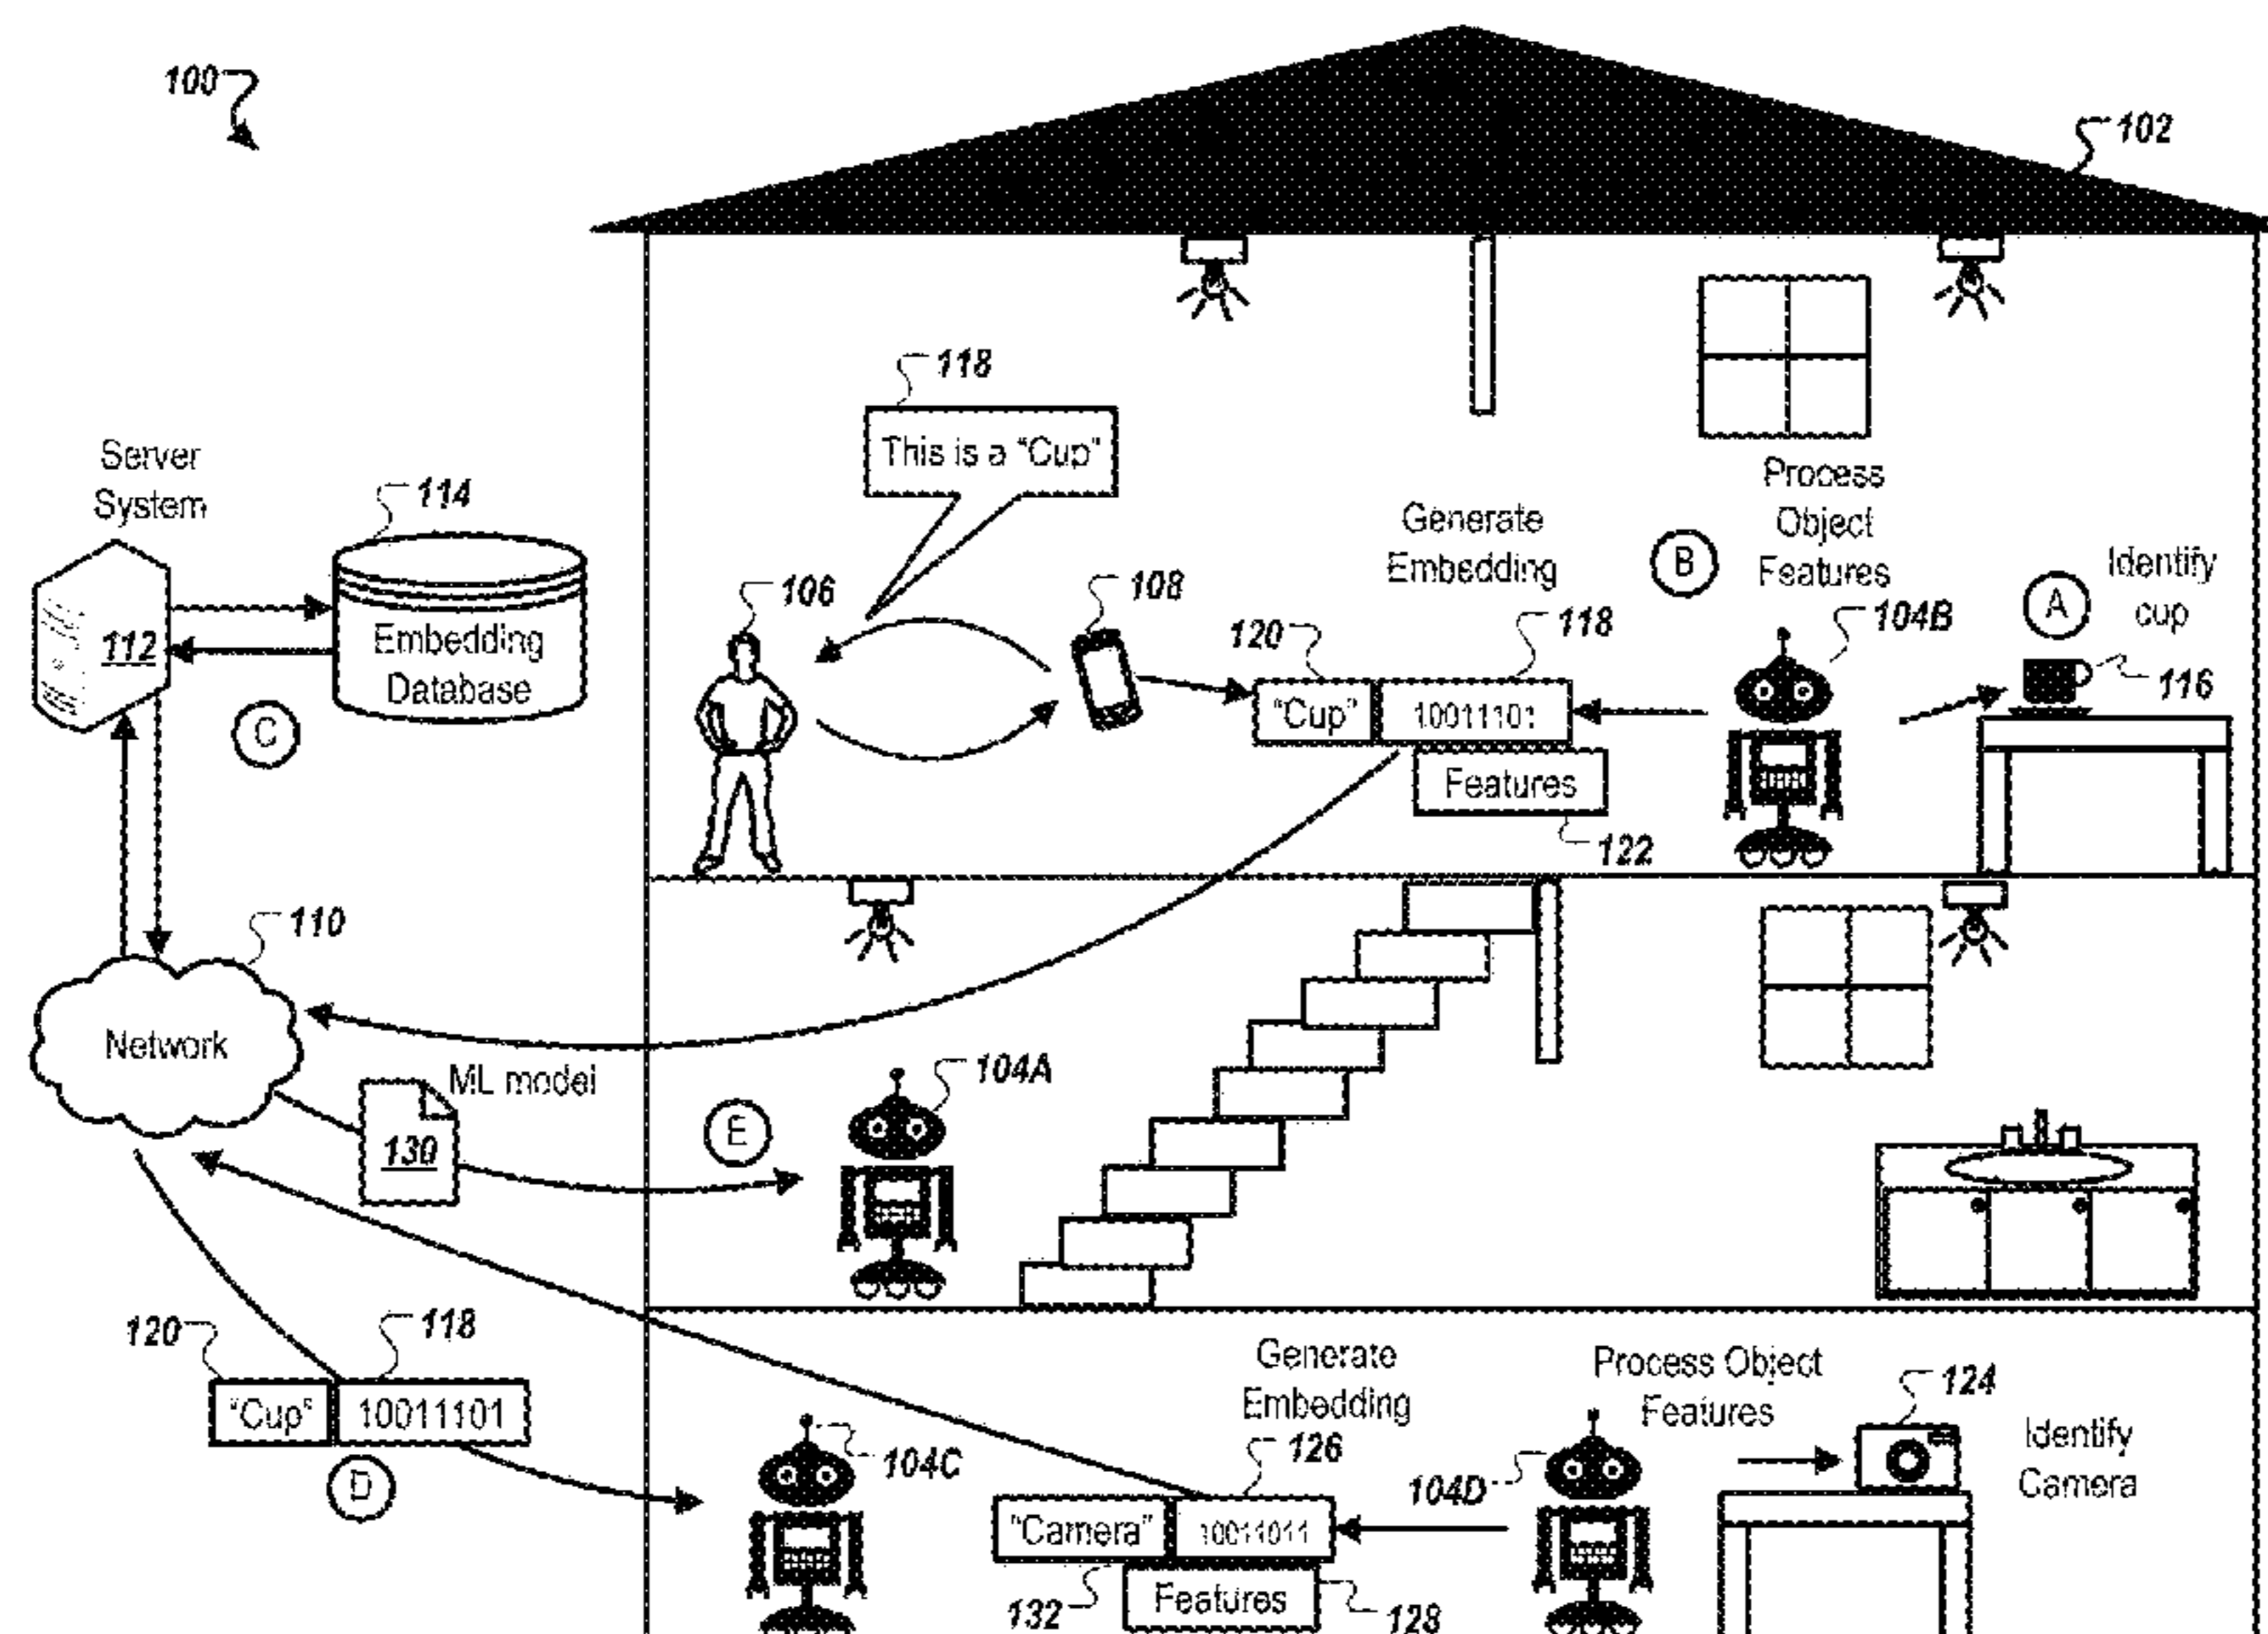 100
102
118
This is a "Cup"
Server
System
114
Embedding
Database
112
C
106
108
Generate
Embedding
120
118
"Cup"
10011101
Features
122
B
Process
Object
Features
104B
A
Identify
cup
116
110
Network
ML model
130
E
104A
120
118
"Cup"
10011101
D
104C
Generate
Embedding
126
"Camera"
10011011
132
Features
128
Process Object
Features
104D
124
Identify
Camera